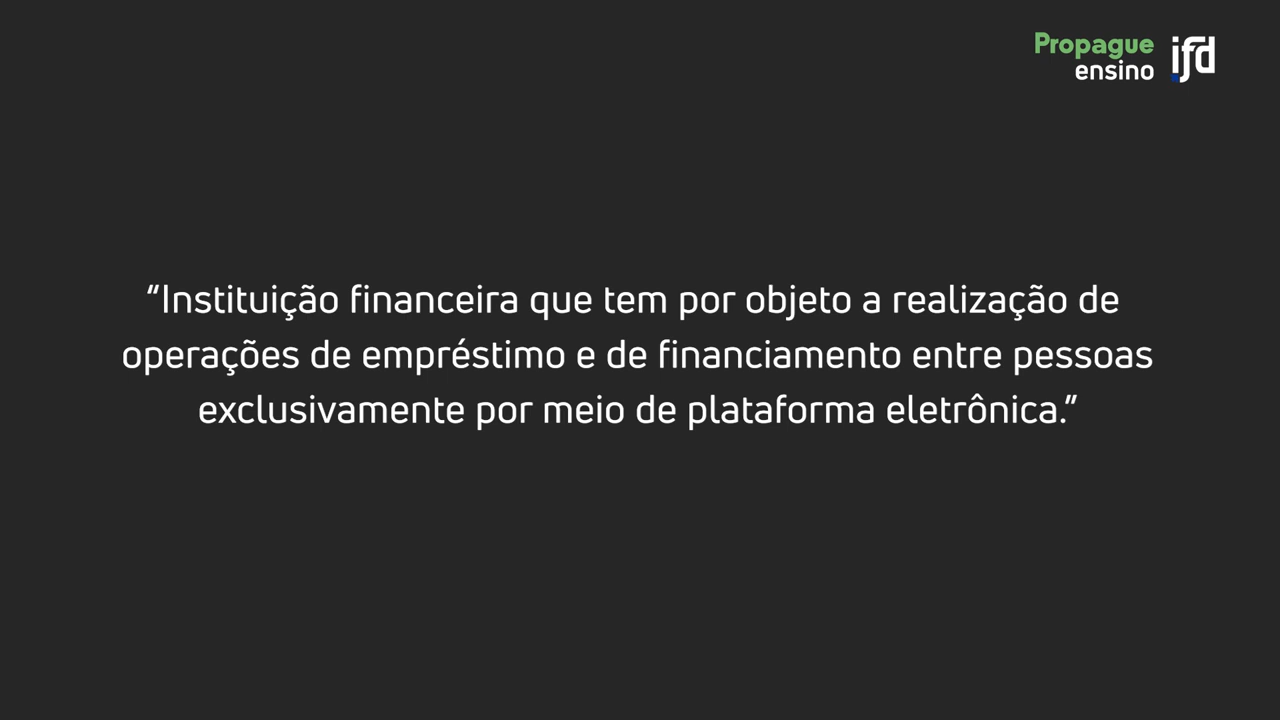 Propague
ensino
ifd
“Instituição financeira que tem por objeto a realização de
operações de empréstimo e de financiamento entre pessoas
exclusivamente por meio de plataforma eletrônica.”